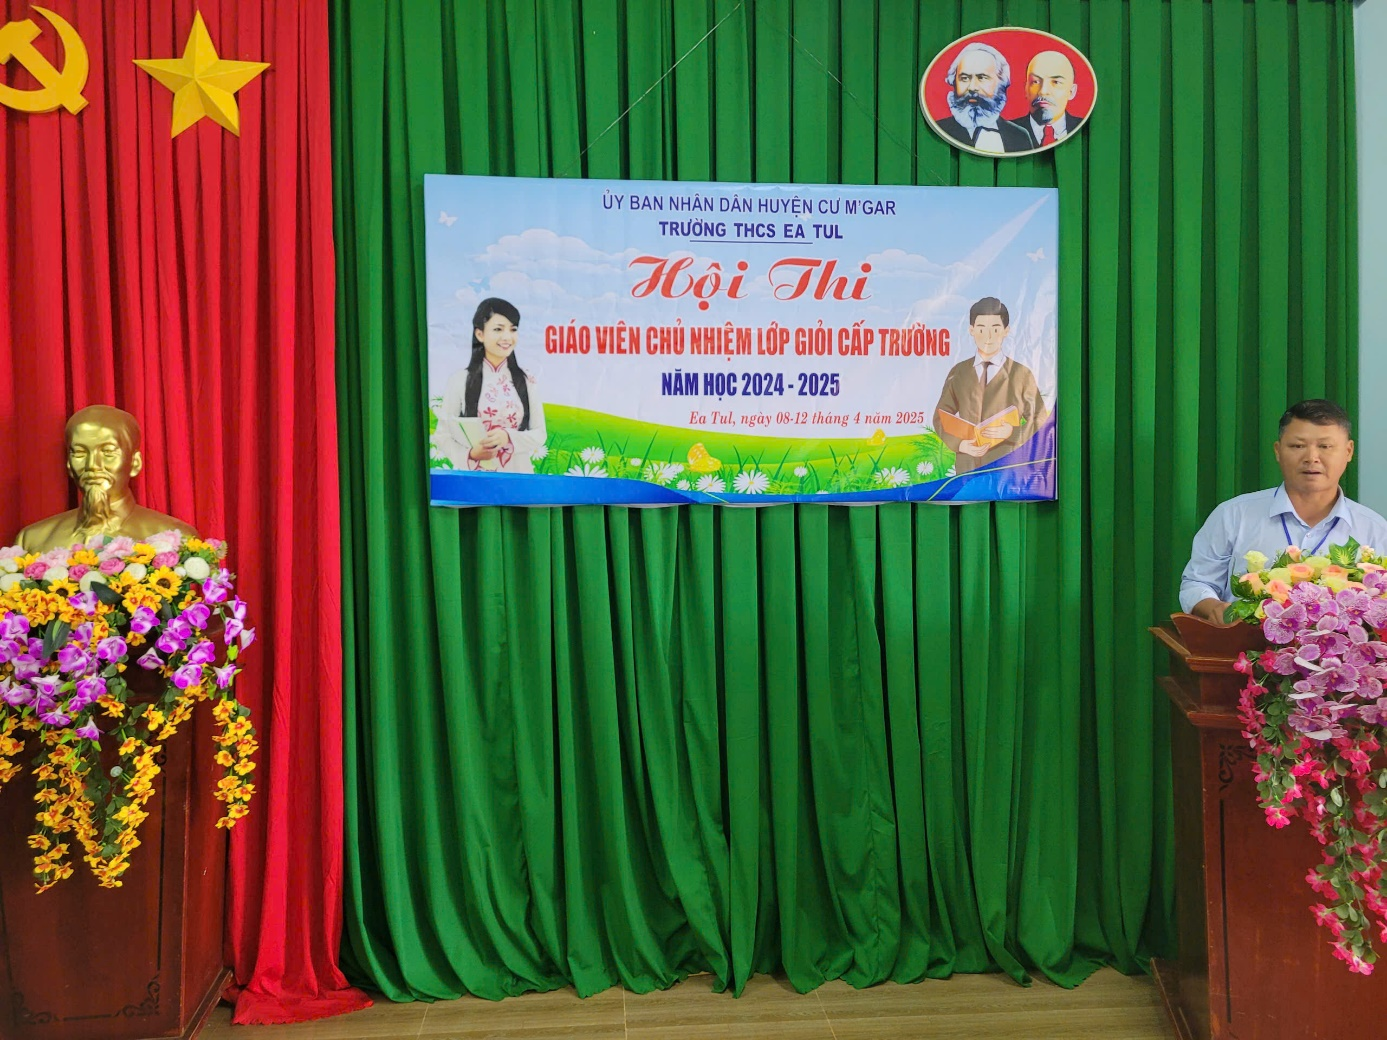 ỦY BAN NHÂN DÂN HUYỆN CƯ M'GAR
TRƯỜNG THCS EA TUL
Hội Thi
GIÁO VIÊN CHỦ NHIỆM LỚP GIỎI CẤP TRƯỜNG
NĂM HỌC 2024 - 2025
Ea Tul, ngày 08-12 tháng 4 năm 2025